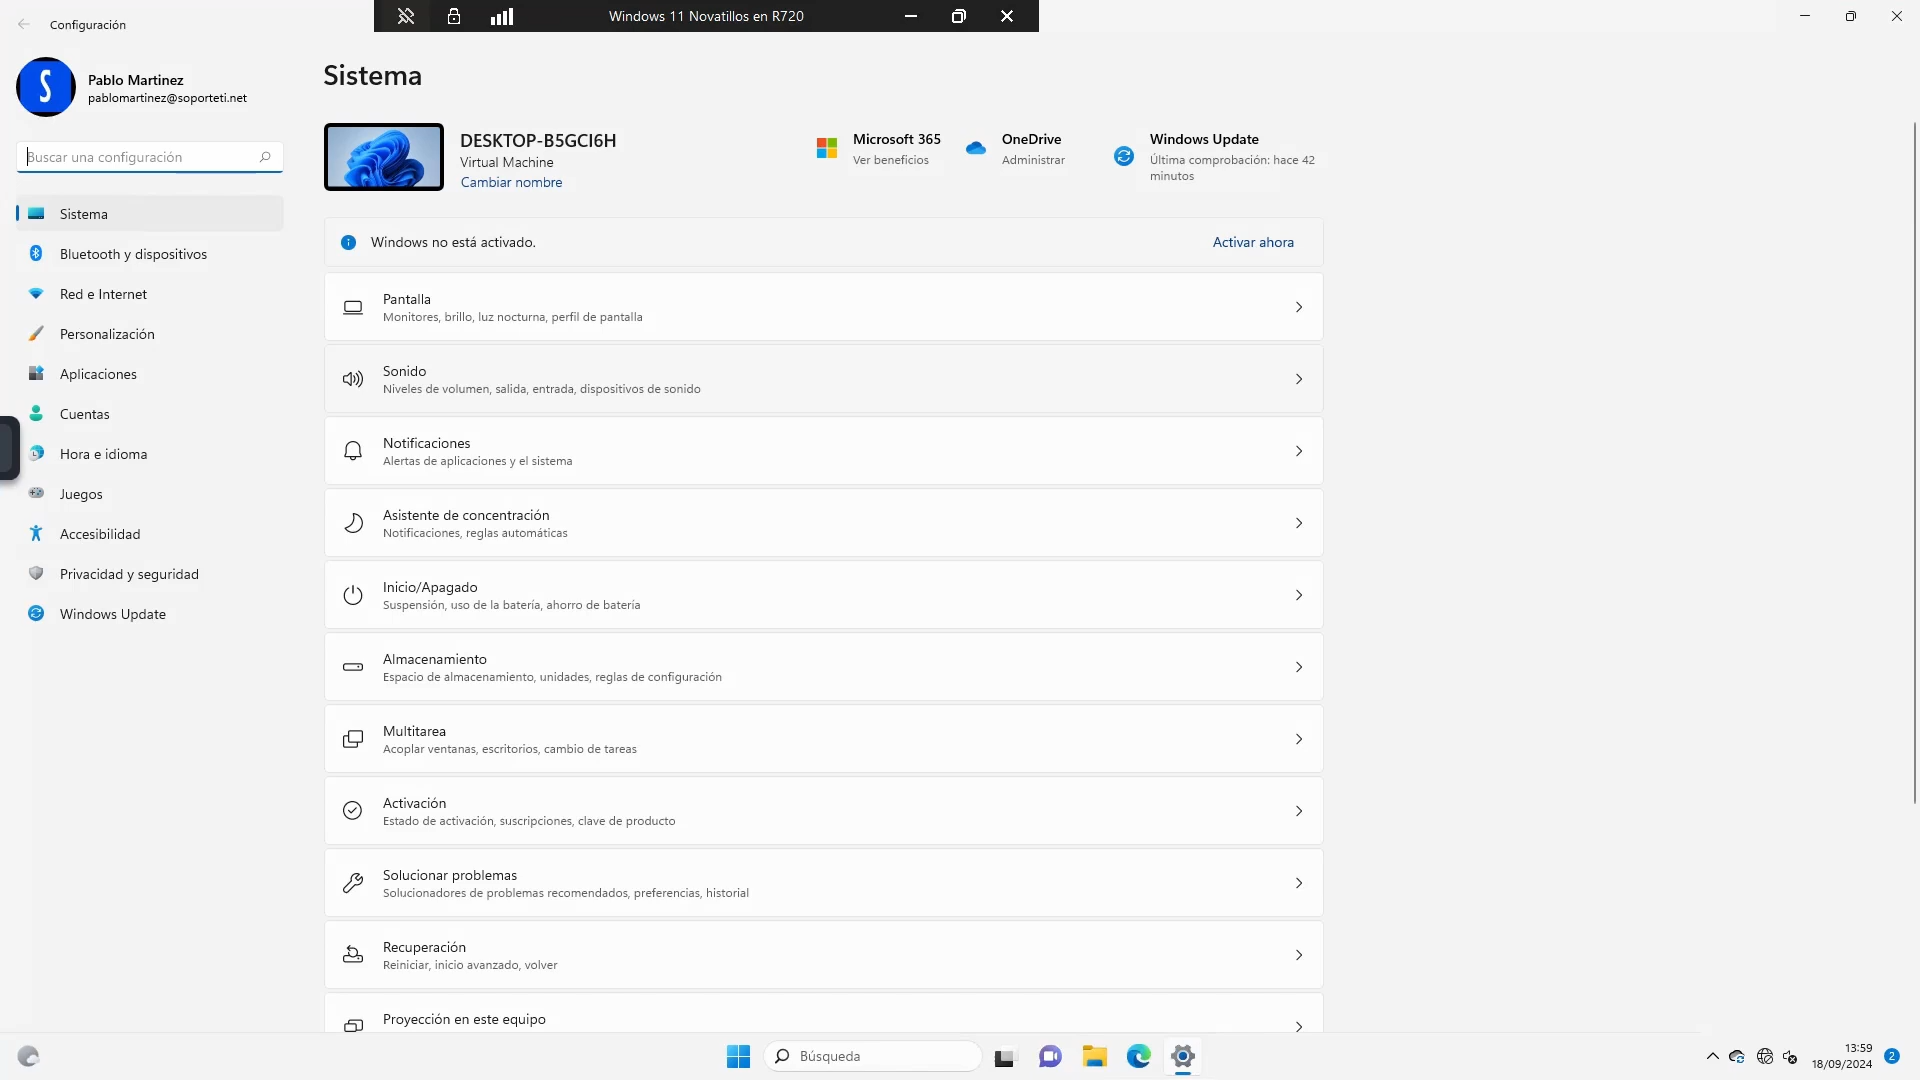 Configuración
Windows 11 Novatillos en R720
Pablo Martinez
pablomartinez@soporteti.net
Buscar una configuración
Sistema
Bluetooth y dispositivos
Red e Internet
Personalización
Aplicaciones
Cuentas
Hora e idioma
Juegos
Accesibilidad
Privacidad y seguridad
Windows Update
Sistema
DESKTOP-B5GCI6H
Virtual Machine
Cambiar nombre
Microsoft 365
Ver beneficios
OneDrive
Administrar
Windows Update
Última comprobación: hace 42
minutos
Windows no está activado.
Activar ahora
Pantalla
Monitores, brillo, luz nocturna, perfil de pantalla
Sonido
Niveles de volumen, salida, entrada, dispositivos de sonido
Notificaciones
Alertas de aplicaciones y el sistema
Asistente de concentración
Notificaciones, reglas automáticas
Inicio/Apagado
Suspensión, uso de la batería, ahorro de batería
Almacenamiento
Espacio de almacenamiento, unidades, reglas de configuración
Multitarea
Acoplar ventanas, escritorios, cambio de tareas
Activación
Estado de activación, suscripciones, clave de producto
Solucionar problemas
Solucionadores de problemas recomendados, preferencias, historial
Recuperación
Reiniciar, inicio avanzado, volver
Proyección en este equipo
Búsqueda
13:59
18/09/2024
2